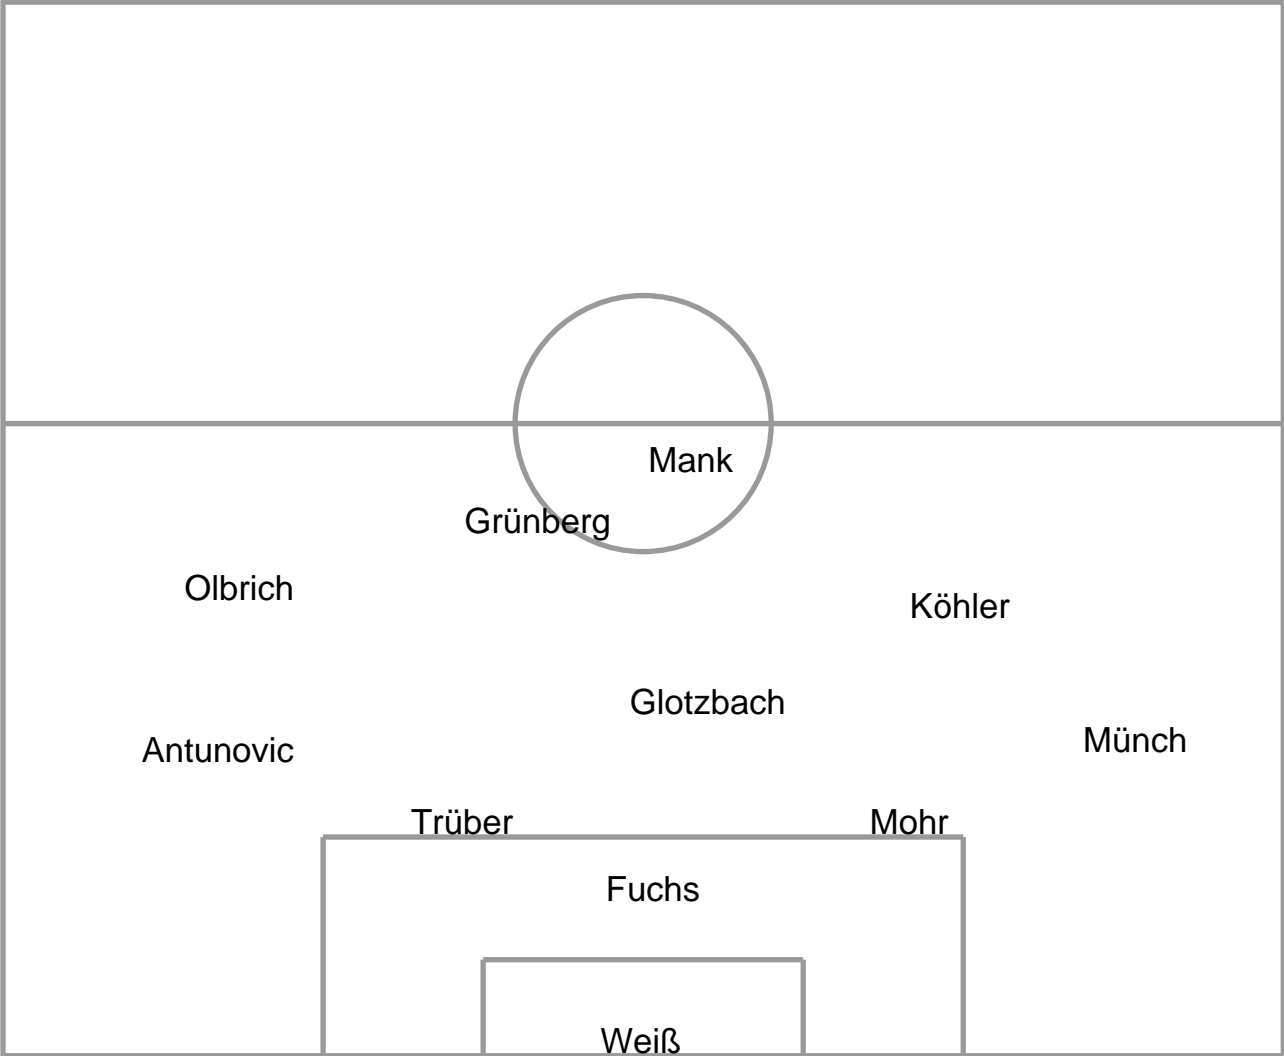 Mank
Grünberg
Olbrich
Köhler
Glotzbach
Münch
Antunovic
Trüber
Mohr
Fuchs
Weiß